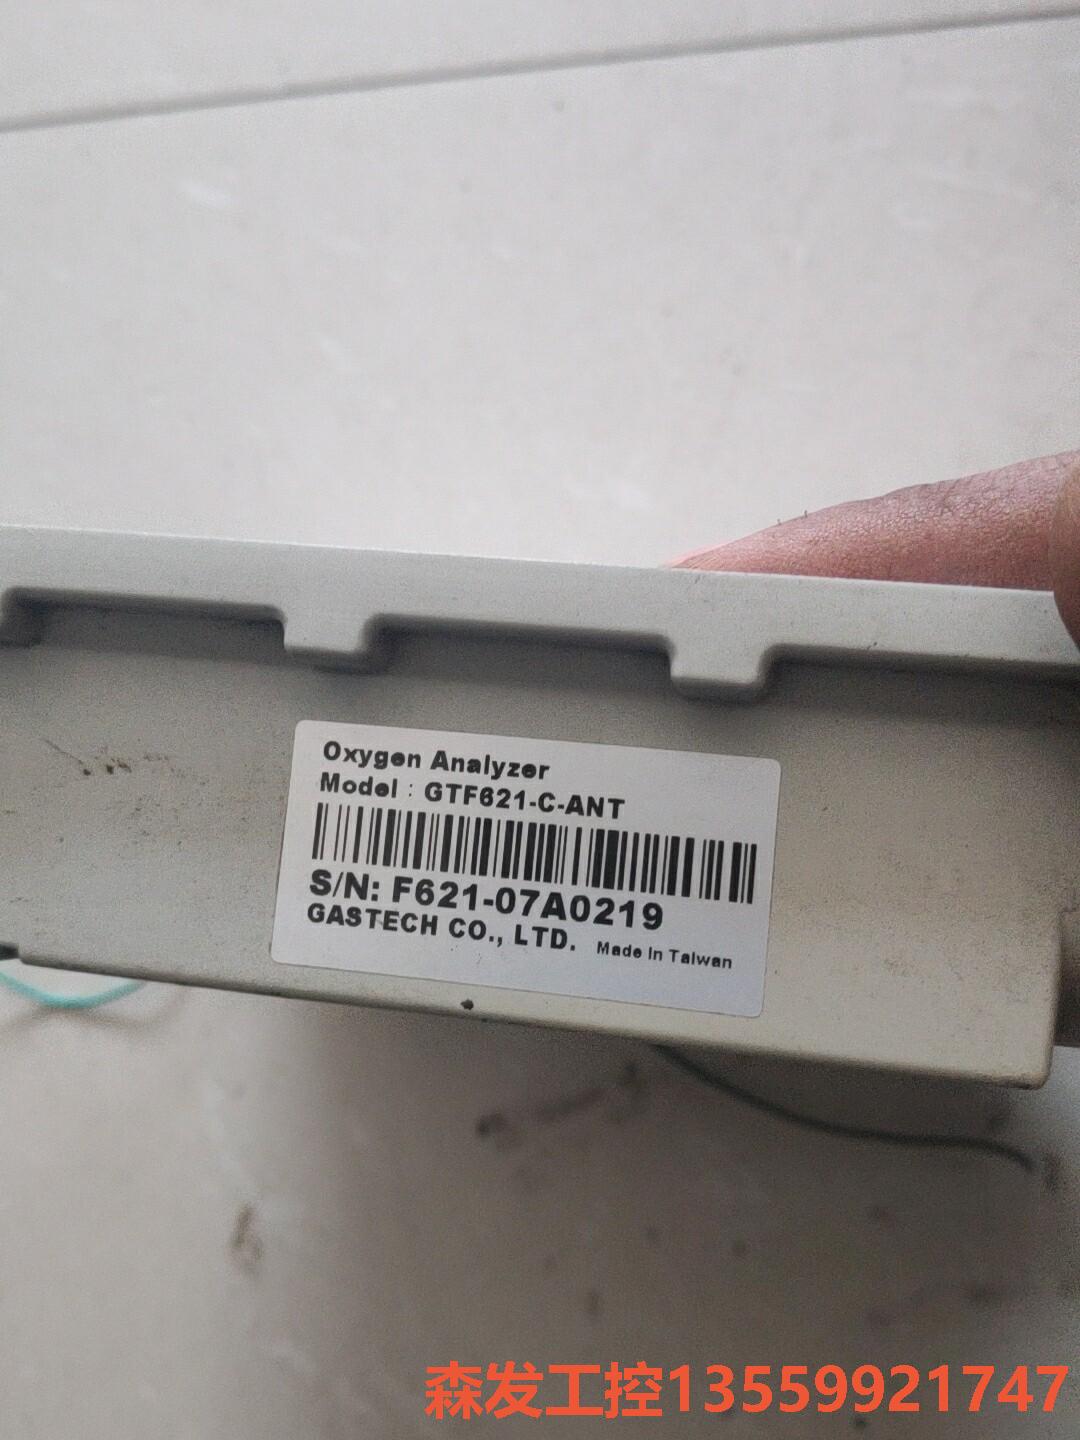 Oxygen Analyzer
Model : GTF621-C-ANT
S/N: F621-07A0219
GASTECH CO., LTD. Made In Taiwan
森发工控13559921747